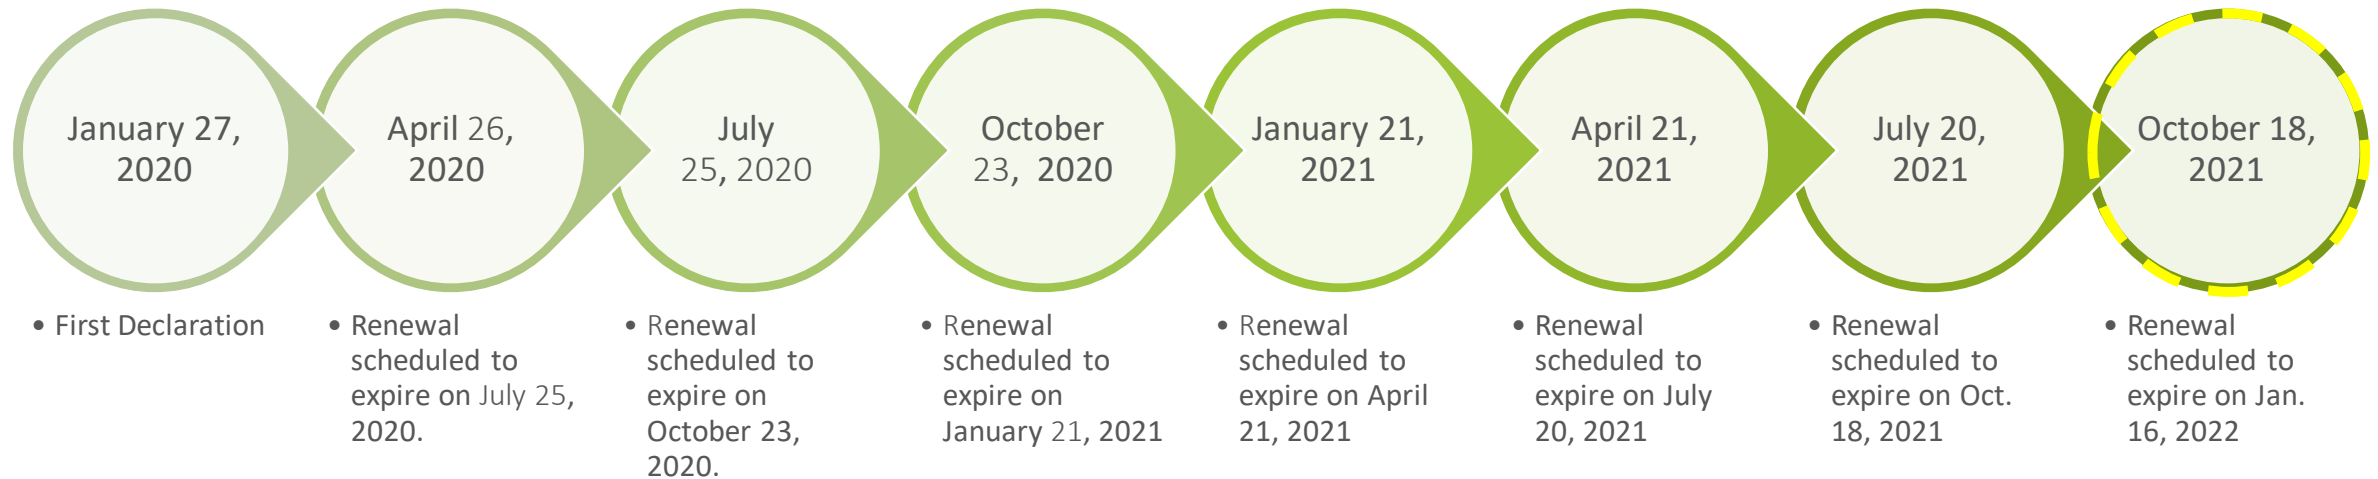 January 27,
2020
April 26,
2020
July
25, 2020
October
23, 2020
January 21,
2021
April 21,
2021
July 20,
2021
October 18,
2021
• First Declaration
• Renewal
scheduled to
expire on July 25,
2020.
• Renewal
scheduled to
expire on
October 23,
2020.
• Renewal
scheduled to
expire on
January 21, 2021
• Renewal
scheduled to
expire on April
21, 2021
• Renewal
scheduled to
expire on July
20, 2021
• Renewal
scheduled to
expire on Oct.
18, 2021
• Renewal
scheduled to
expire on Jan.
16, 2022